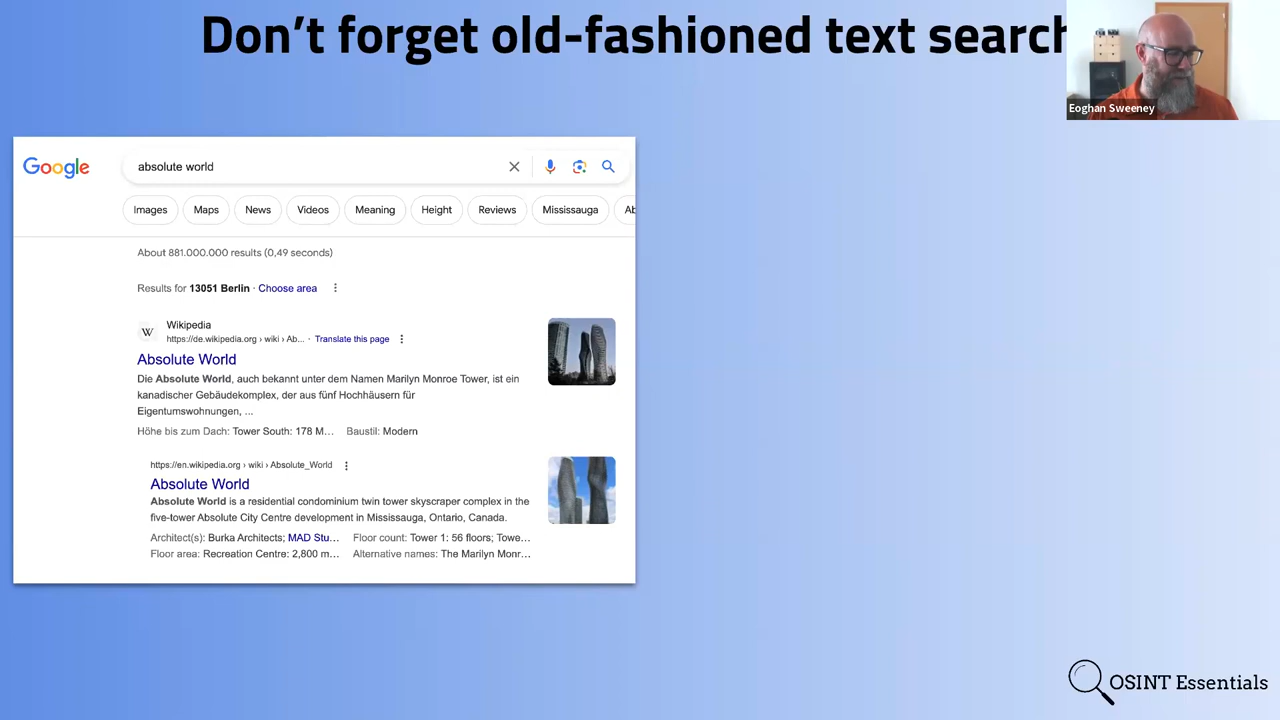 Don't forget old-fashioned text search
Eoghan Sweeney
Google
absolute world
Images
Maps
News
Videos
Meaning
Height
Reviews
Mississauga
Ab
About 881.000.000 results (0,49 seconds)
Results for 13051 Berlin · Choose area
W
Wikipedia
https://de.wikipedia.org › wiki › Ab... · Translate this page
Absolute World
Die Absolute World, auch bekannt unter dem Namen Marilyn Monroe Tower, ist ein
kanadischer Gebäudekomplex, der aus fünf Hochhäusern für
Eigentumswohnungen, ...
Höhe bis zum Dach: Tower South: 178 M... Baustil: Modern
https://en.wikipedia.org › wiki › Absolute_World
Absolute World
Absolute World is a residential condominium twin tower skyscraper complex in the
five-tower Absolute City Centre development in Mississauga, Ontario, Canada.
Architect(s): Burka Architects; MAD Stu... Floor count: Tower 1: 56 floors; Towe...
Floor area: Recreation Centre: 2,800 m... Alternative names: The Marilyn Monr...
OSINT Essentials